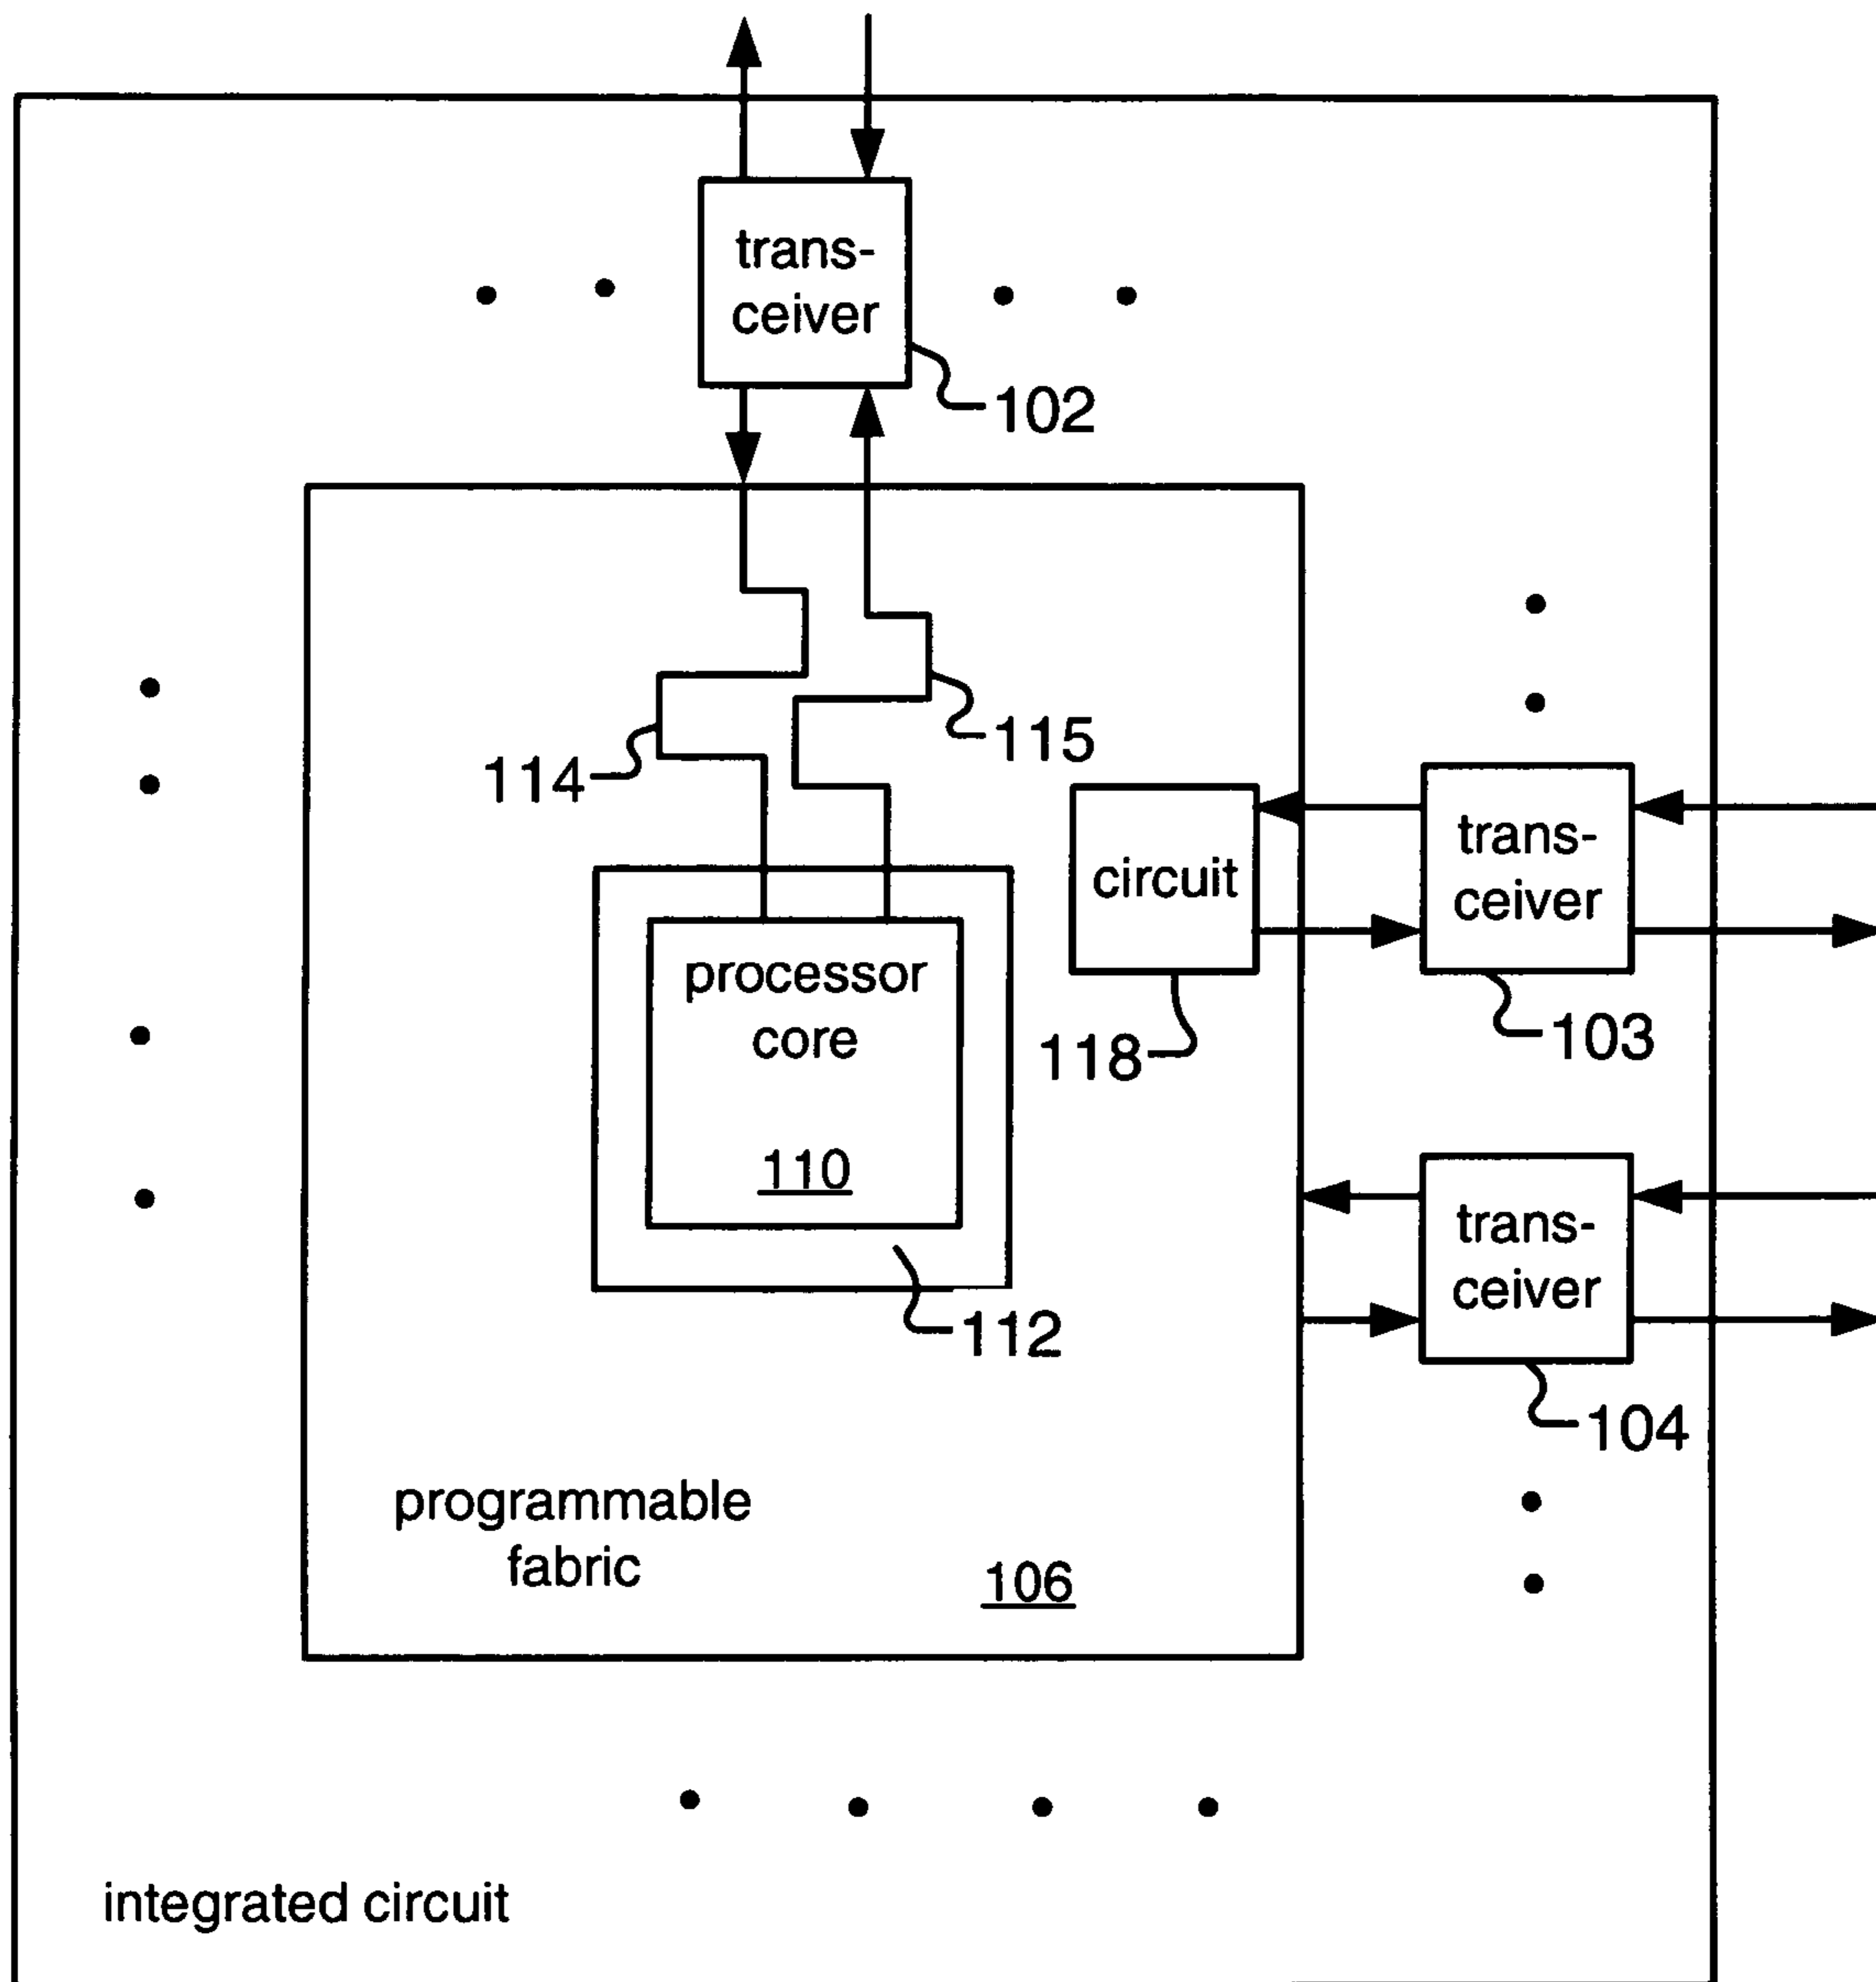 trans-
ceiver
102
115
114
trans-
ceiver
circuit
processor
core
103
118
110
trans-
ceiver
112
104
programmable
fabric
106
integrated circuit